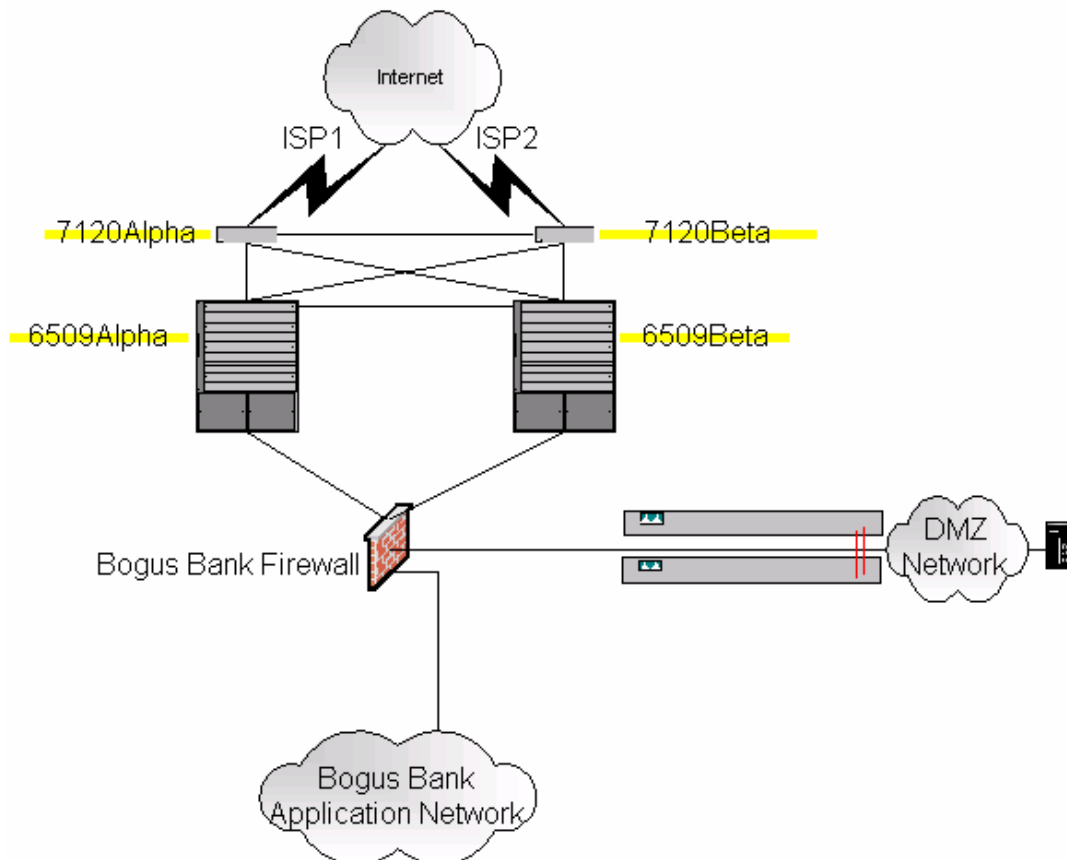 Internet
ISP1
ISP2
7120Alpha
7120Beta
6509Alpha
6509Beta
Bogus Bank Firewall
DMZ
Network
Bogus Bank
Application Network